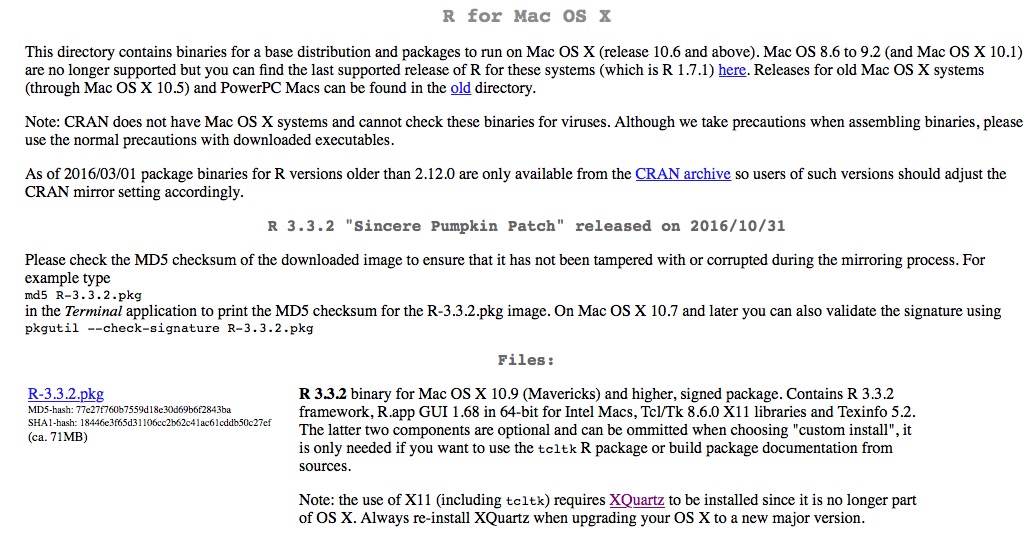 R for Mac OS X
This directory contains binaries for a base distribution and packages to run on Mac OS X (release 10.6 and above). Mac OS 8.6 to 9.2 (and Mac OS X 10.1)
are no longer supported but you can find the last supported release of R for these systems (which is R 1.7.1) here. Releases for old Mac OS X systems
(through Mac OS X 10.5) and PowerPC Macs can be found in the old directory.
Note: CRAN does not have Mac OS X systems and cannot check these binaries for viruses. Although we take precautions when assembling binaries, please
use the normal precautions with downloaded executables.
As of 2016/03/01 package binaries for R versions older than 2.12.0 are only available from the CRAN archive so users of such versions should adjust the
CRAN mirror setting accordingly.
R 3.3.2 "Sincere Pumpkin Patch" released on 2016/10/31
Please check the MD5 checksum of the downloaded image to ensure that it has not been tampered with or corrupted during the mirroring process. For
example type
md5 R-3.3.2.pkg
in the Terminal application to print the MD5 checksum for the R-3.3.2.pkg image. On Mac OS X 10.7 and later you can also validate the signature using
pkgutil --check-signature R-3.3.2.pkg
Files:
R-3.3.2.pkg
MD5-hash: 77e27f760b7559d18e30d69b6f2843ba
SHA1-hash: 18446e3f65d31106cc2b62c41ac61cddb50c27ef
(ca. 71MB)
R 3.3.2 binary for Mac OS X 10.9 (Mavericks) and higher, signed package. Contains R 3.3.2
framework, R.app GUI 1.68 in 64-bit for Intel Macs, Tcl/Tk 8.6.0 X11 libraries and Texinfo 5.2.
The latter two components are optional and can be ommitted when choosing "custom install", it
is only needed if you want to use the tcltk R package or build package documentation from
sources.
Note: the use of X11 (including tcltk) requires XQuartz to be installed since it is no longer part
of OS X. Always re-install XQuartz when upgrading your OS X to a new major version.